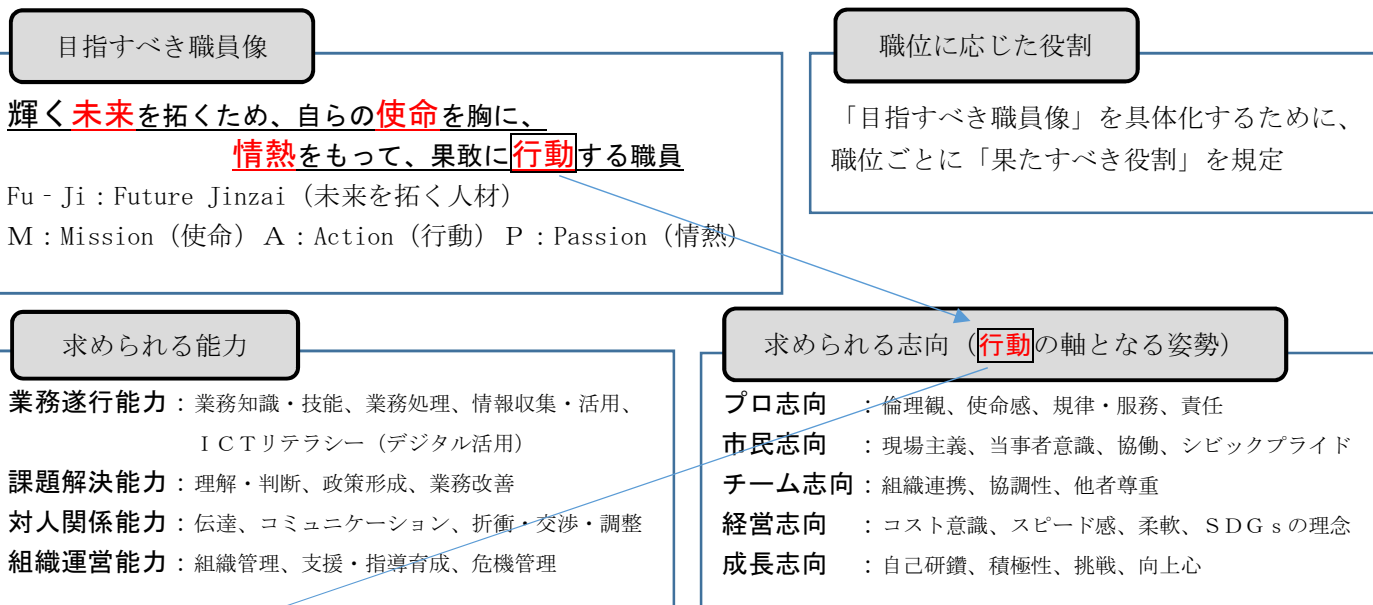 目指すべき職員像
輝く未来を拓くため、自らの使命を胸に、
情熱をもって、果敢に行動する職員
Fu‐Ji：Future Jinzai（未来を拓く人材）
Ｍ：Mission（使命）Ａ：Action（行動）Ｐ：Passion（情熱）
職位に応じた役割
「目指すべき職員像」を具体化するために、
職位ごとに「果たすべき役割」を規定
求められる能力
業務遂行能力：業務知識・技能、業務処理、情報収集・活用、
ＩＣＴリテラシー（デジタル活用）
課題解決能力：理解・判断、政策形成、業務改善
対人関係能力：伝達、コミュニケーション、折衝・交渉・調整
組織運営能力：組織管理、支援・指導育成、危機管理
求められる志向（行動の軸となる姿勢）
プロ志向　：倫理観、使命感、規律・服務、責任
市民志向　：現場主義、当事者意識、協働、シビックプライド
チーム志向：組織連携、協調性、他者尊重
経営志向　：コスト意識、スピード感、柔軟、ＳＤＧｓの理念
成長志向　：自己研鑽、積極性、挑戦、向上心